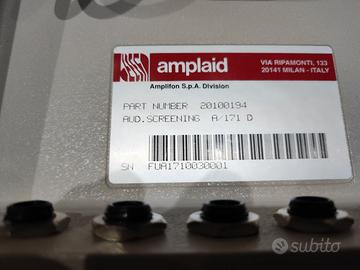 amplaid
VIA RIPAMONTI, 133
20141 MILAN - ITALY
Amplifon S.p.A. Division
PART NUMBER 20100194
AUD.SCREENING A/171 D
SN FUA1710030001
subito